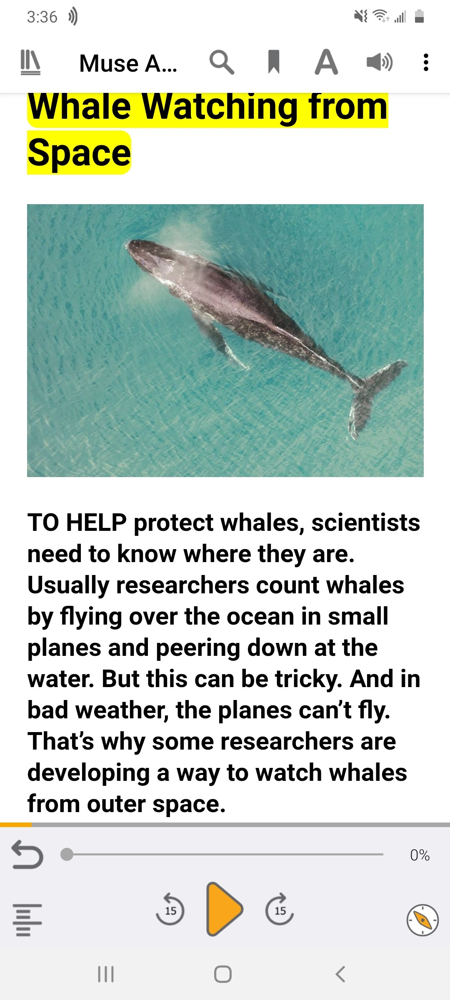 3:36
Muse A...
Whale Watching from
Space
TO HELP protect whales, scientists
need to know where they are.
Usually researchers count whales
by flying over the ocean in small
planes and peering down at the
water. But this can be tricky. And in
bad weather, the planes can’t fly.
That’s why some researchers are
developing a way to watch whales
from outer space.
0%
15
15